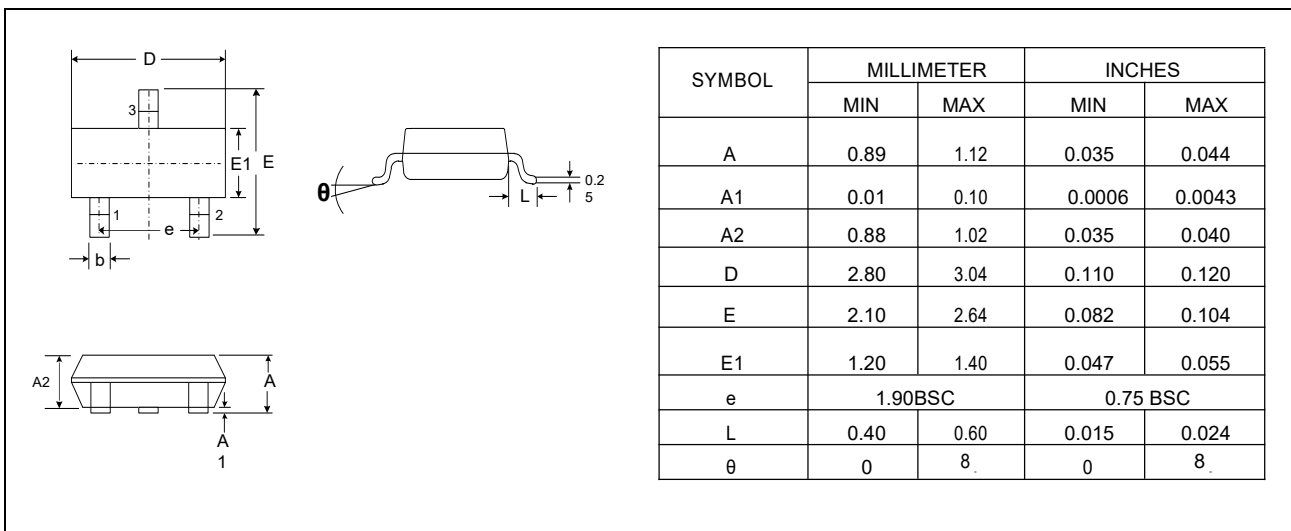 D
3
E1
E
1
2
e
b
θ
L
0.2
5
A2
A
A
1
SYMBOL MILLIMETER INCHES
MIN MAX MIN MAX
A 0.89 1.12 0.035 0.044
A1 0.01 0.10 0.0006 0.0043
A2 0.88 1.02 0.035 0.040
D 2.80 3.04 0.110 0.120
E 2.10 2.64 0.082 0.104
E1 1.20 1.40 0.047 0.055
e 1.90BSC 0.75 BSC
L 0.40 0.60 0.015 0.024
θ 0 8. 0 8.